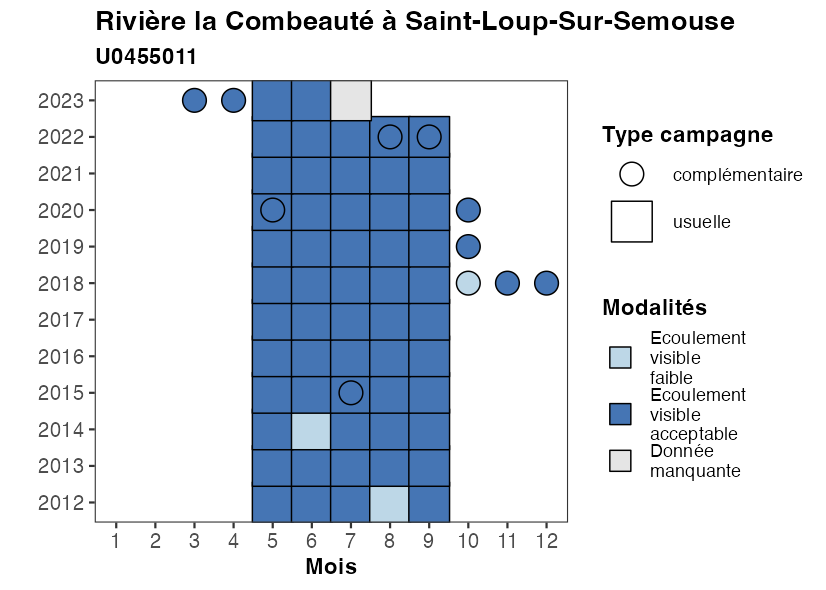 Rivière la Combeauté à Saint-Loup-Sur-Semouse
U0455011
2023
2022
2021
2020
2019
2018
2017
2016
2015
2014
2013
2012
1 2 3 4 5 6 7 8 9 10 11 12
Mois
Type campagne
complémentaire
usuelle
Modalités
Ecoulement
visible
faible
Ecoulement
visible
acceptable
Donnée
manquante